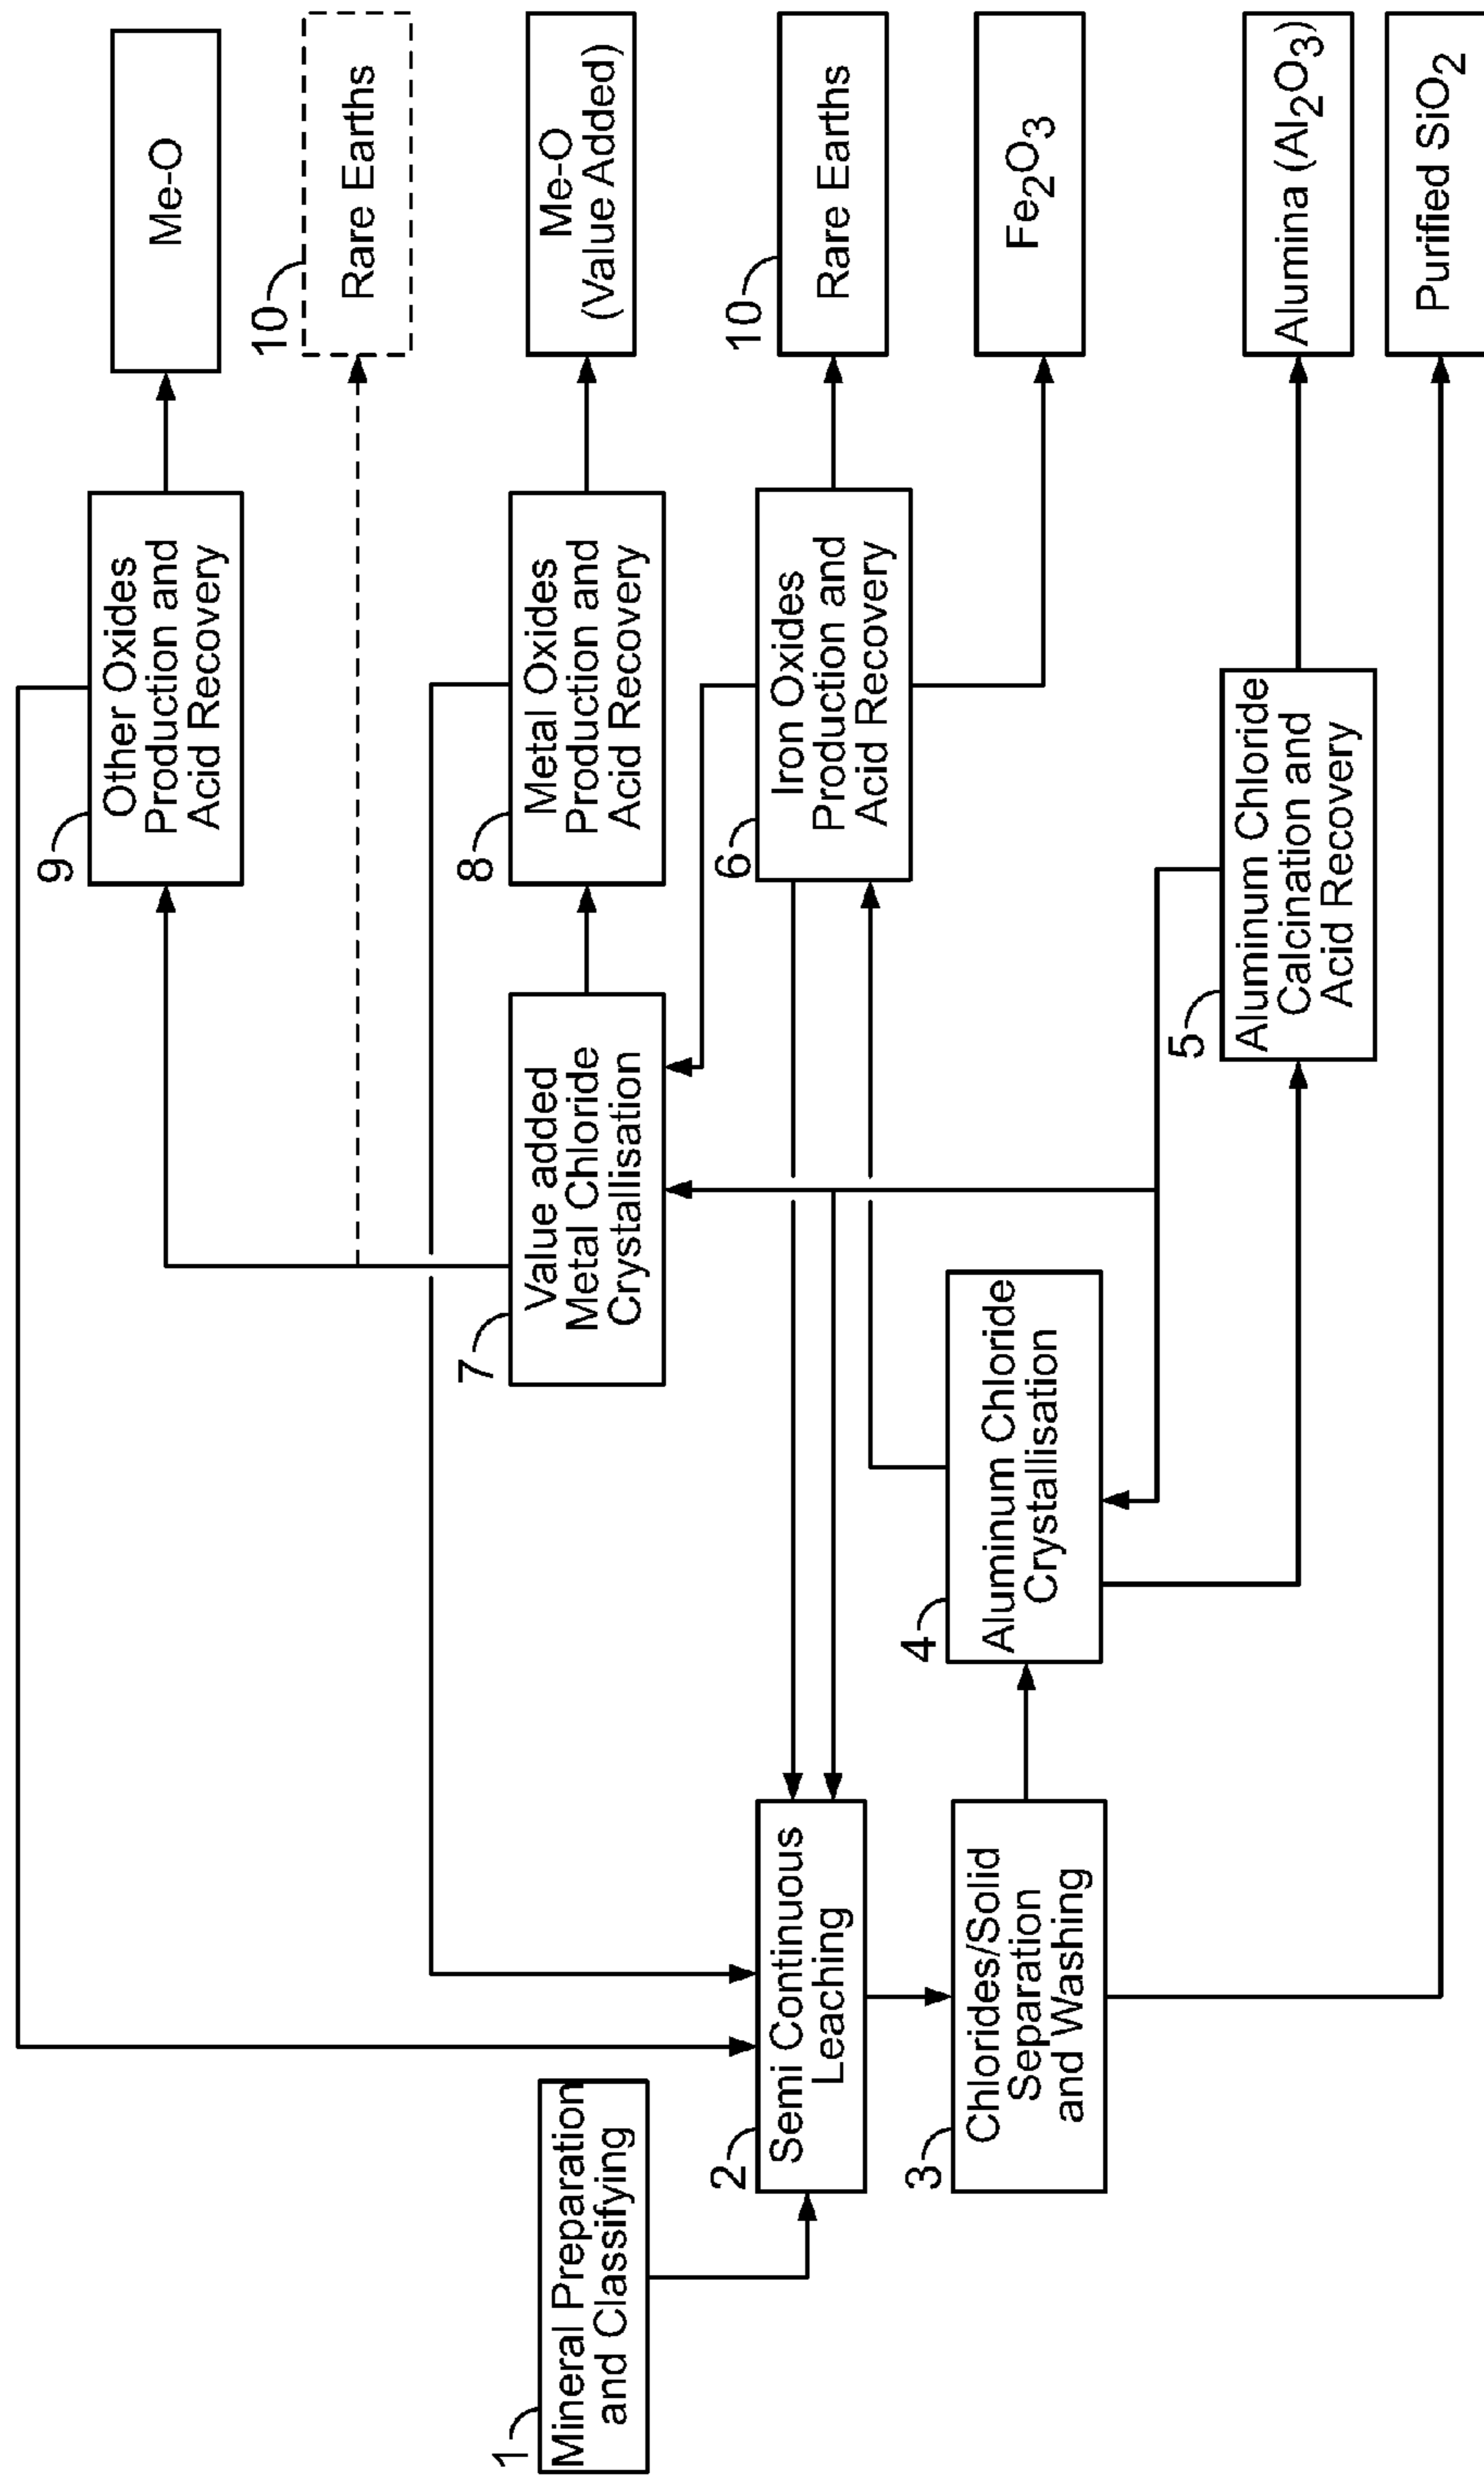 1
Mineral Preparation
and Classifying
2
Semi Continuous
Leaching
3
Chlorides/Solid
Separation
and Washing
4
Aluminum Chloride
Crystallisation
5
Aluminum Chloride
Calcination and
Acid Recovery
6
Iron Oxides
Production and
Acid Recovery
7
Value added
Metal Chloride
Crystallisation
8
Metal Oxides
Production and
Acid Recovery
9
Other Oxides
Production and
Acid Recovery
Me-O
10
Rare Earths
Me-O
(Value Added)
10
Rare Earths
Fe2O3
Alumina (Al2O3)
Purified SiO2